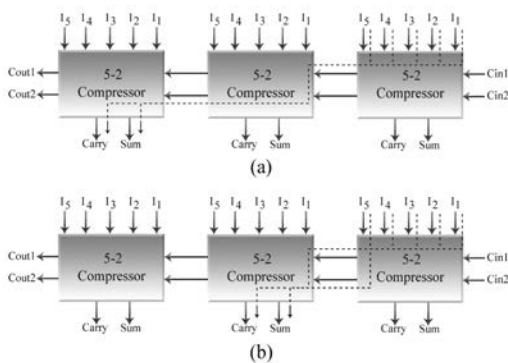 I5 I4 I3 I2 I1 I5 I4 I3 I2 I1 I5 I4 I3 I2 I1
Cout1 5-2 5-2 5-2 Cin1
Cout2 Compressor Compressor Compressor Cin2
Carry Sum Carry Sum Carry Sum
(a)
I5 I4 I3 I2 I1 I5 I4 I3 I2 I1 I5 I4 I3 I2 I1
Cout1 5-2 5-2 5-2 Cin1
Cout2 Compressor Compressor Compressor Cin2
Carry Sum Carry Sum Carry Sum
(b)